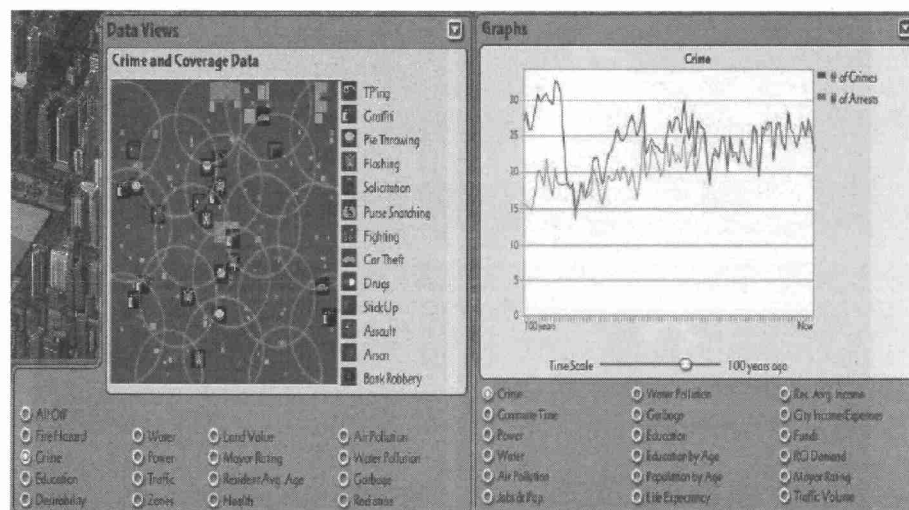 Data Views
Crime and Coverage Data
TP'ing
Graffiti
Pie Throwing
Flashing
Solicitation
Purse Snatching
Fighting
Car Theft
Drugs
Stick Up
Assault
Arson
Bank Robbery
All Off
Fire Hazard
Water
Land Value
Air Pollution
Crime
Power
Mayor Rating
Water Pollution
Education
Traffic
Resident Avg. Age
Garbage
Desirability
Zones
Health
Radiation
Graphs
Crime
# of Crimes
# of Arrests
30
25
20
15
10
5
0
100 years
Now
Time Scale
100 years ago
Crime
Water Pollution
Res. Avg. Income
Commute Time
Garbage
City Income/Expenses
Power
Education
Funds
Water
Education by Age
RCI Demand
Air Pollution
Population by Age
Mayor Rating
Jobs & Pop.
Life Expectancy
Traffic Volume